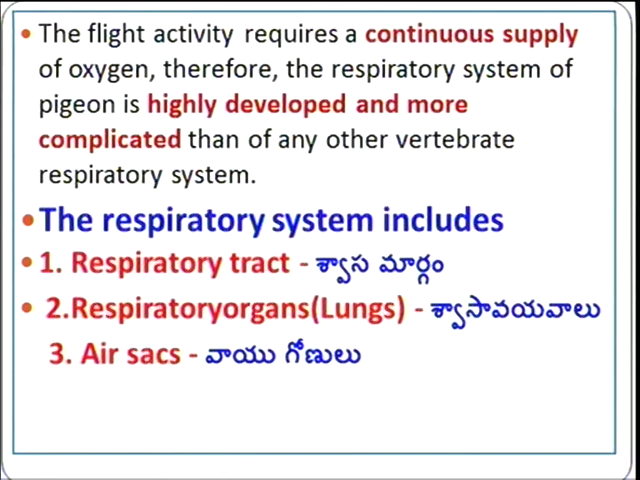 • The flight activity requires a continuous supply
of oxygen, therefore, the respiratory system of
pigeon is highly developed and more
complicated than of any other vertebrate
respiratory system.
• The respiratory system includes
• 1. Respiratory tract - శ్వాస మార్గం
• 2.Respiratoryorgans(Lungs) - శ్వాసావయవాలు
3. Air sacs - వాయు గోణులు